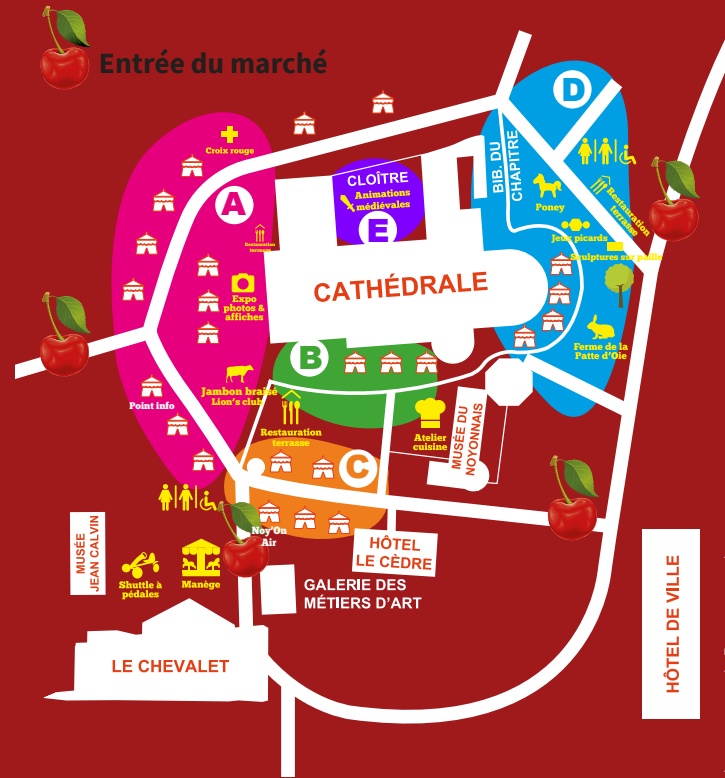 Entrée du marché
D
Croix rouge
BIB. DU
CHAPITRE
CLOÎTRE
Animations
médiévales
A
E
Poney
Restauration
terrasse
Restauration
terrasse
Jeux picards
Sculptures sur paille
CATHÉDRALE
Expo
photos &
affiches
Ferme de la
Patte d'Oie
B
Jambon braisé
Lion's club
Point info
Restauration
terrasse
Atelier
cuisine
MUSÉE DU
NOYONNAIS
C
Noy'On
Air
HÔTEL
LE CÈDRE
MUSÉE
JEAN CALVIN
Shuttle à
pédales
Manège
GALERIE DES
MÉTIERS D'ART
HÔTEL DE VILLE
LE CHEVALET